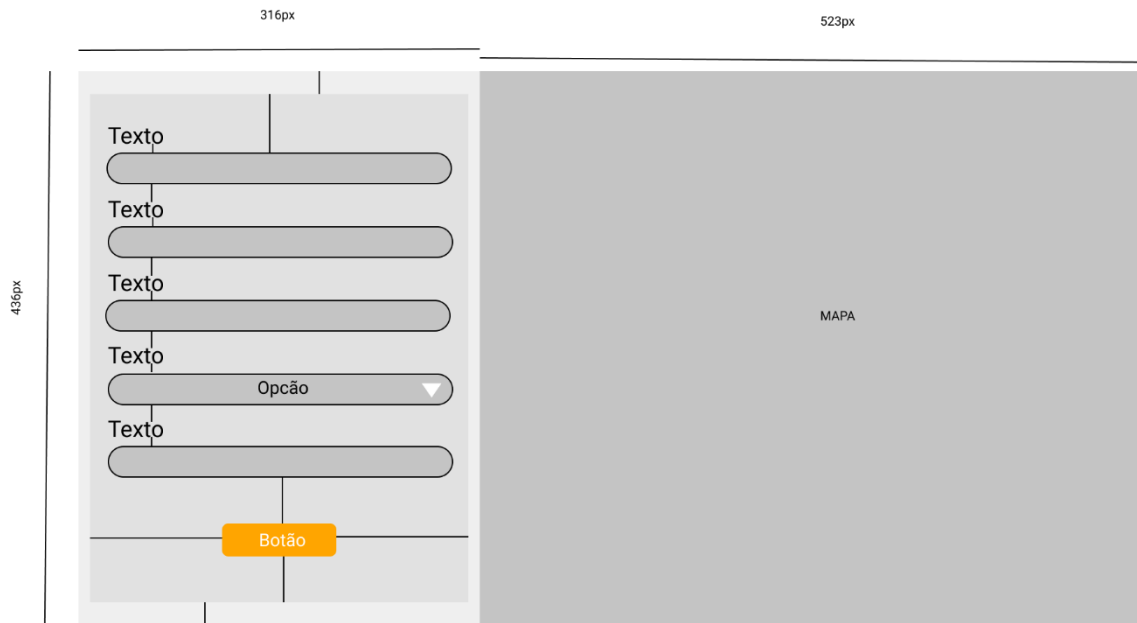 316px
523px
436px
Texto
Texto
Texto
Texto
Opcão
Texto
Botão
MAPA